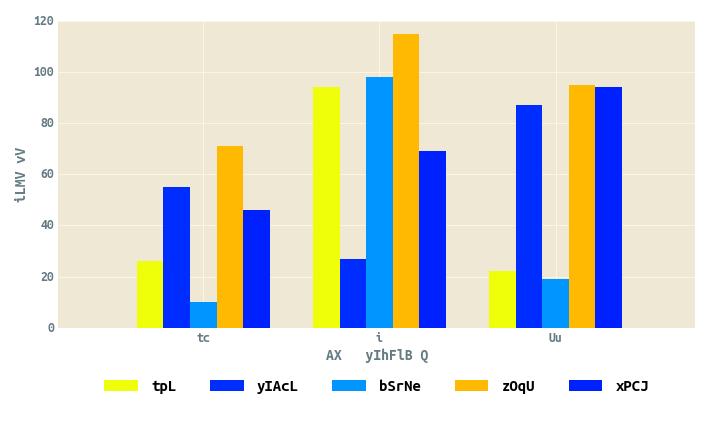 120
100
80
60
40
20
0
tLMV vV
tc i Uu
AX yIhFlB Q
tpL yIAcL bSrNe zOqU xPCJ